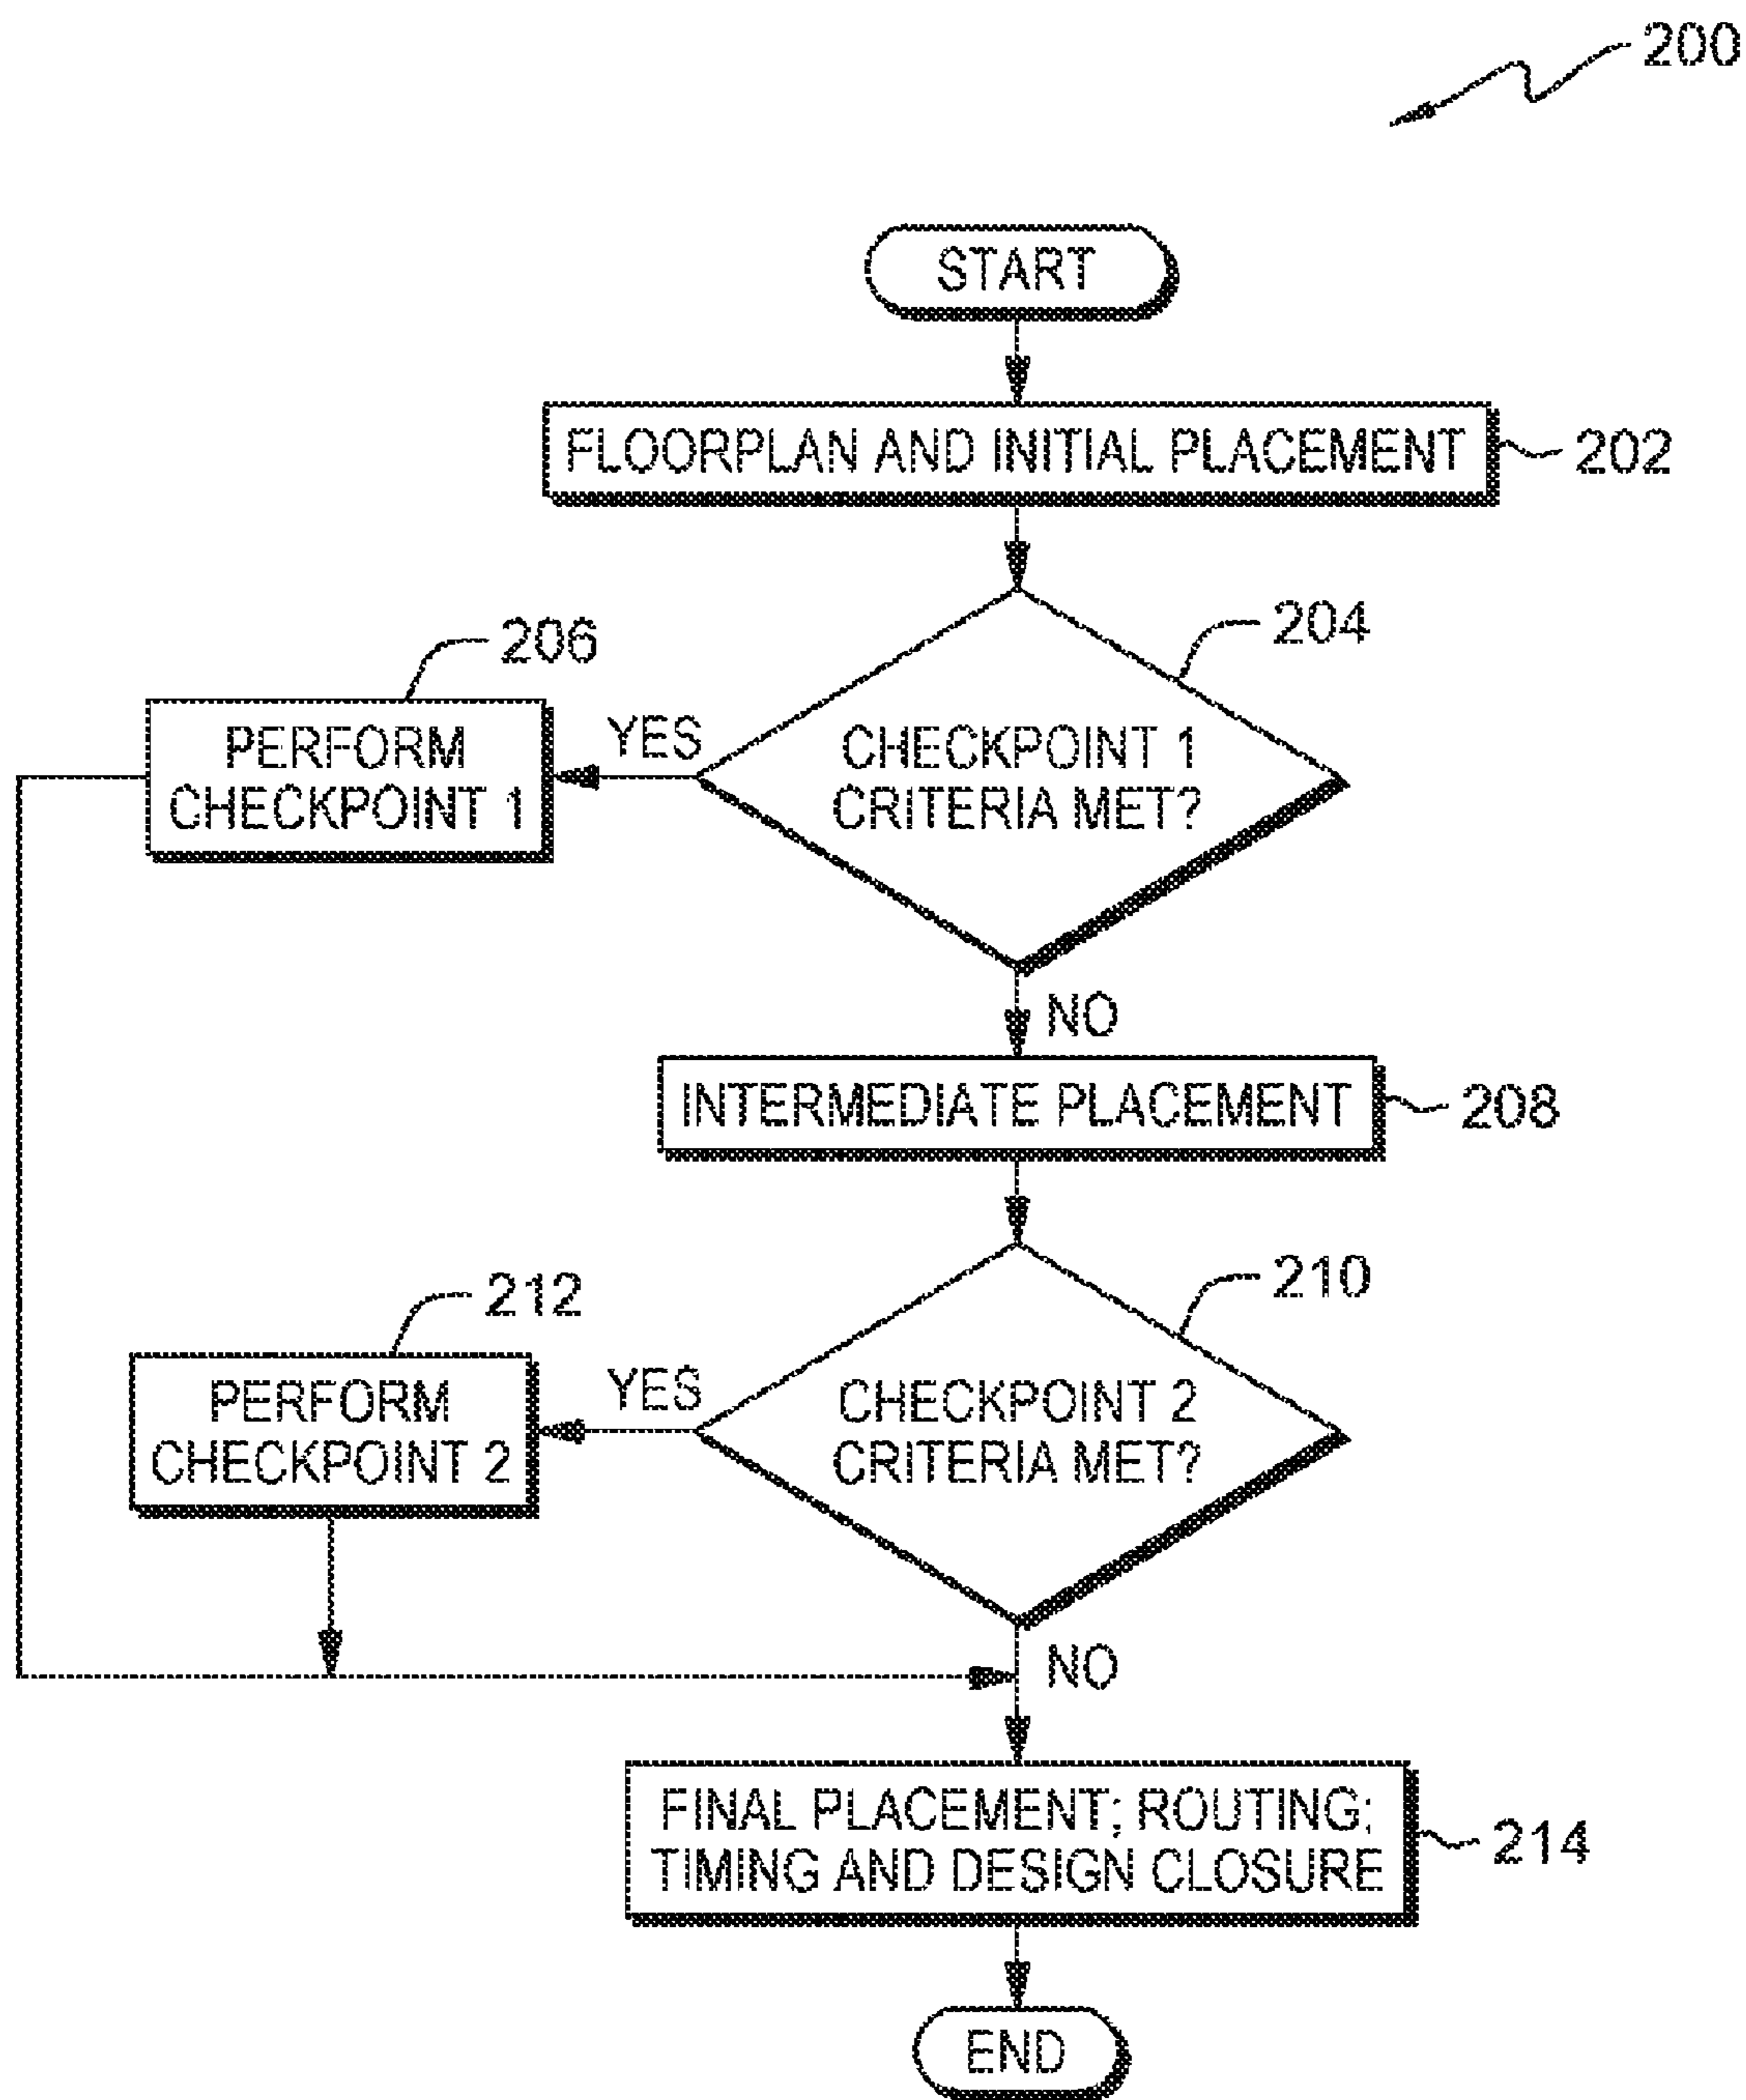 200
START
FLOORPLAN AND INITIAL PLACEMENT
202
204
206
PERFORM
CHECKPOINT 1
YES
CHECKPOINT 1
CRITERIA MET?
NO
INTERMEDIATE PLACEMENT
208
210
212
PERFORM
CHECKPOINT 2
YES
CHECKPOINT 2
CRITERIA MET?
NO
FINAL PLACEMENT; ROUTING;
TIMING AND DESIGN CLOSURE
214
END